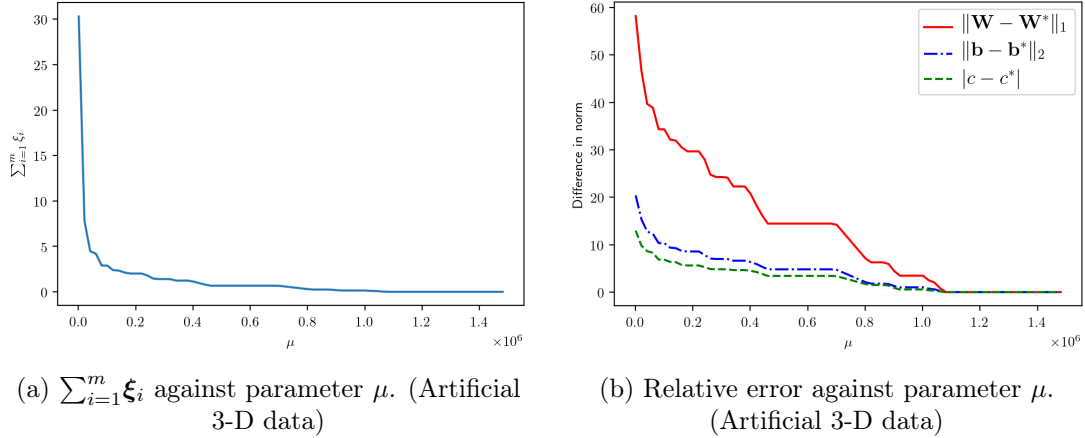 30
25
20
15
10
5
0
∑_{i=1}^{m} ξ_i
0.0 0.2 0.4 0.6 0.8 1.0 1.2 1.4
×10^6
μ
(a) ∑_{i=1}^{m} ξ_i against parameter μ. (Artificial
3-D data)
60
50
40
30
20
10
0
Difference in norm
‖W − W*‖_1
‖b − b*‖_2
|c − c*|
0.0 0.2 0.4 0.6 0.8 1.0 1.2 1.4
×10^6
μ
(b) Relative error against parameter μ.
(Artificial 3-D data)